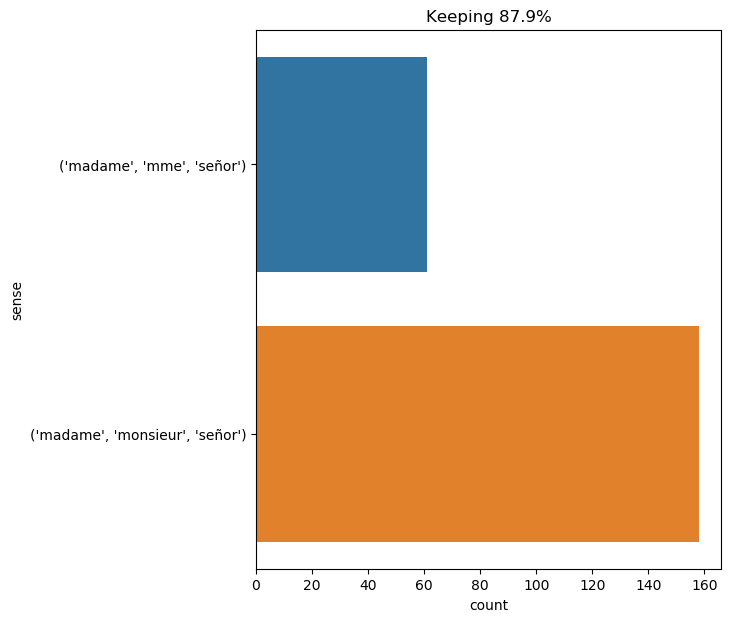 Keeping 87.9%
('madame', 'mme', 'señor')
('madame', 'monsieur', 'señor')
sense
0 20 40 60 80 100 120 140 160
count